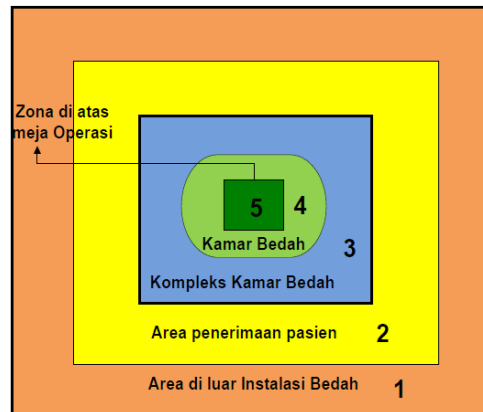 Zona di atas
meja Operasi
5
4
Kamar Bedah
3
Kompleks Kamar Bedah
Area penerimaan pasien
2
Area di luar Instalasi Bedah
1